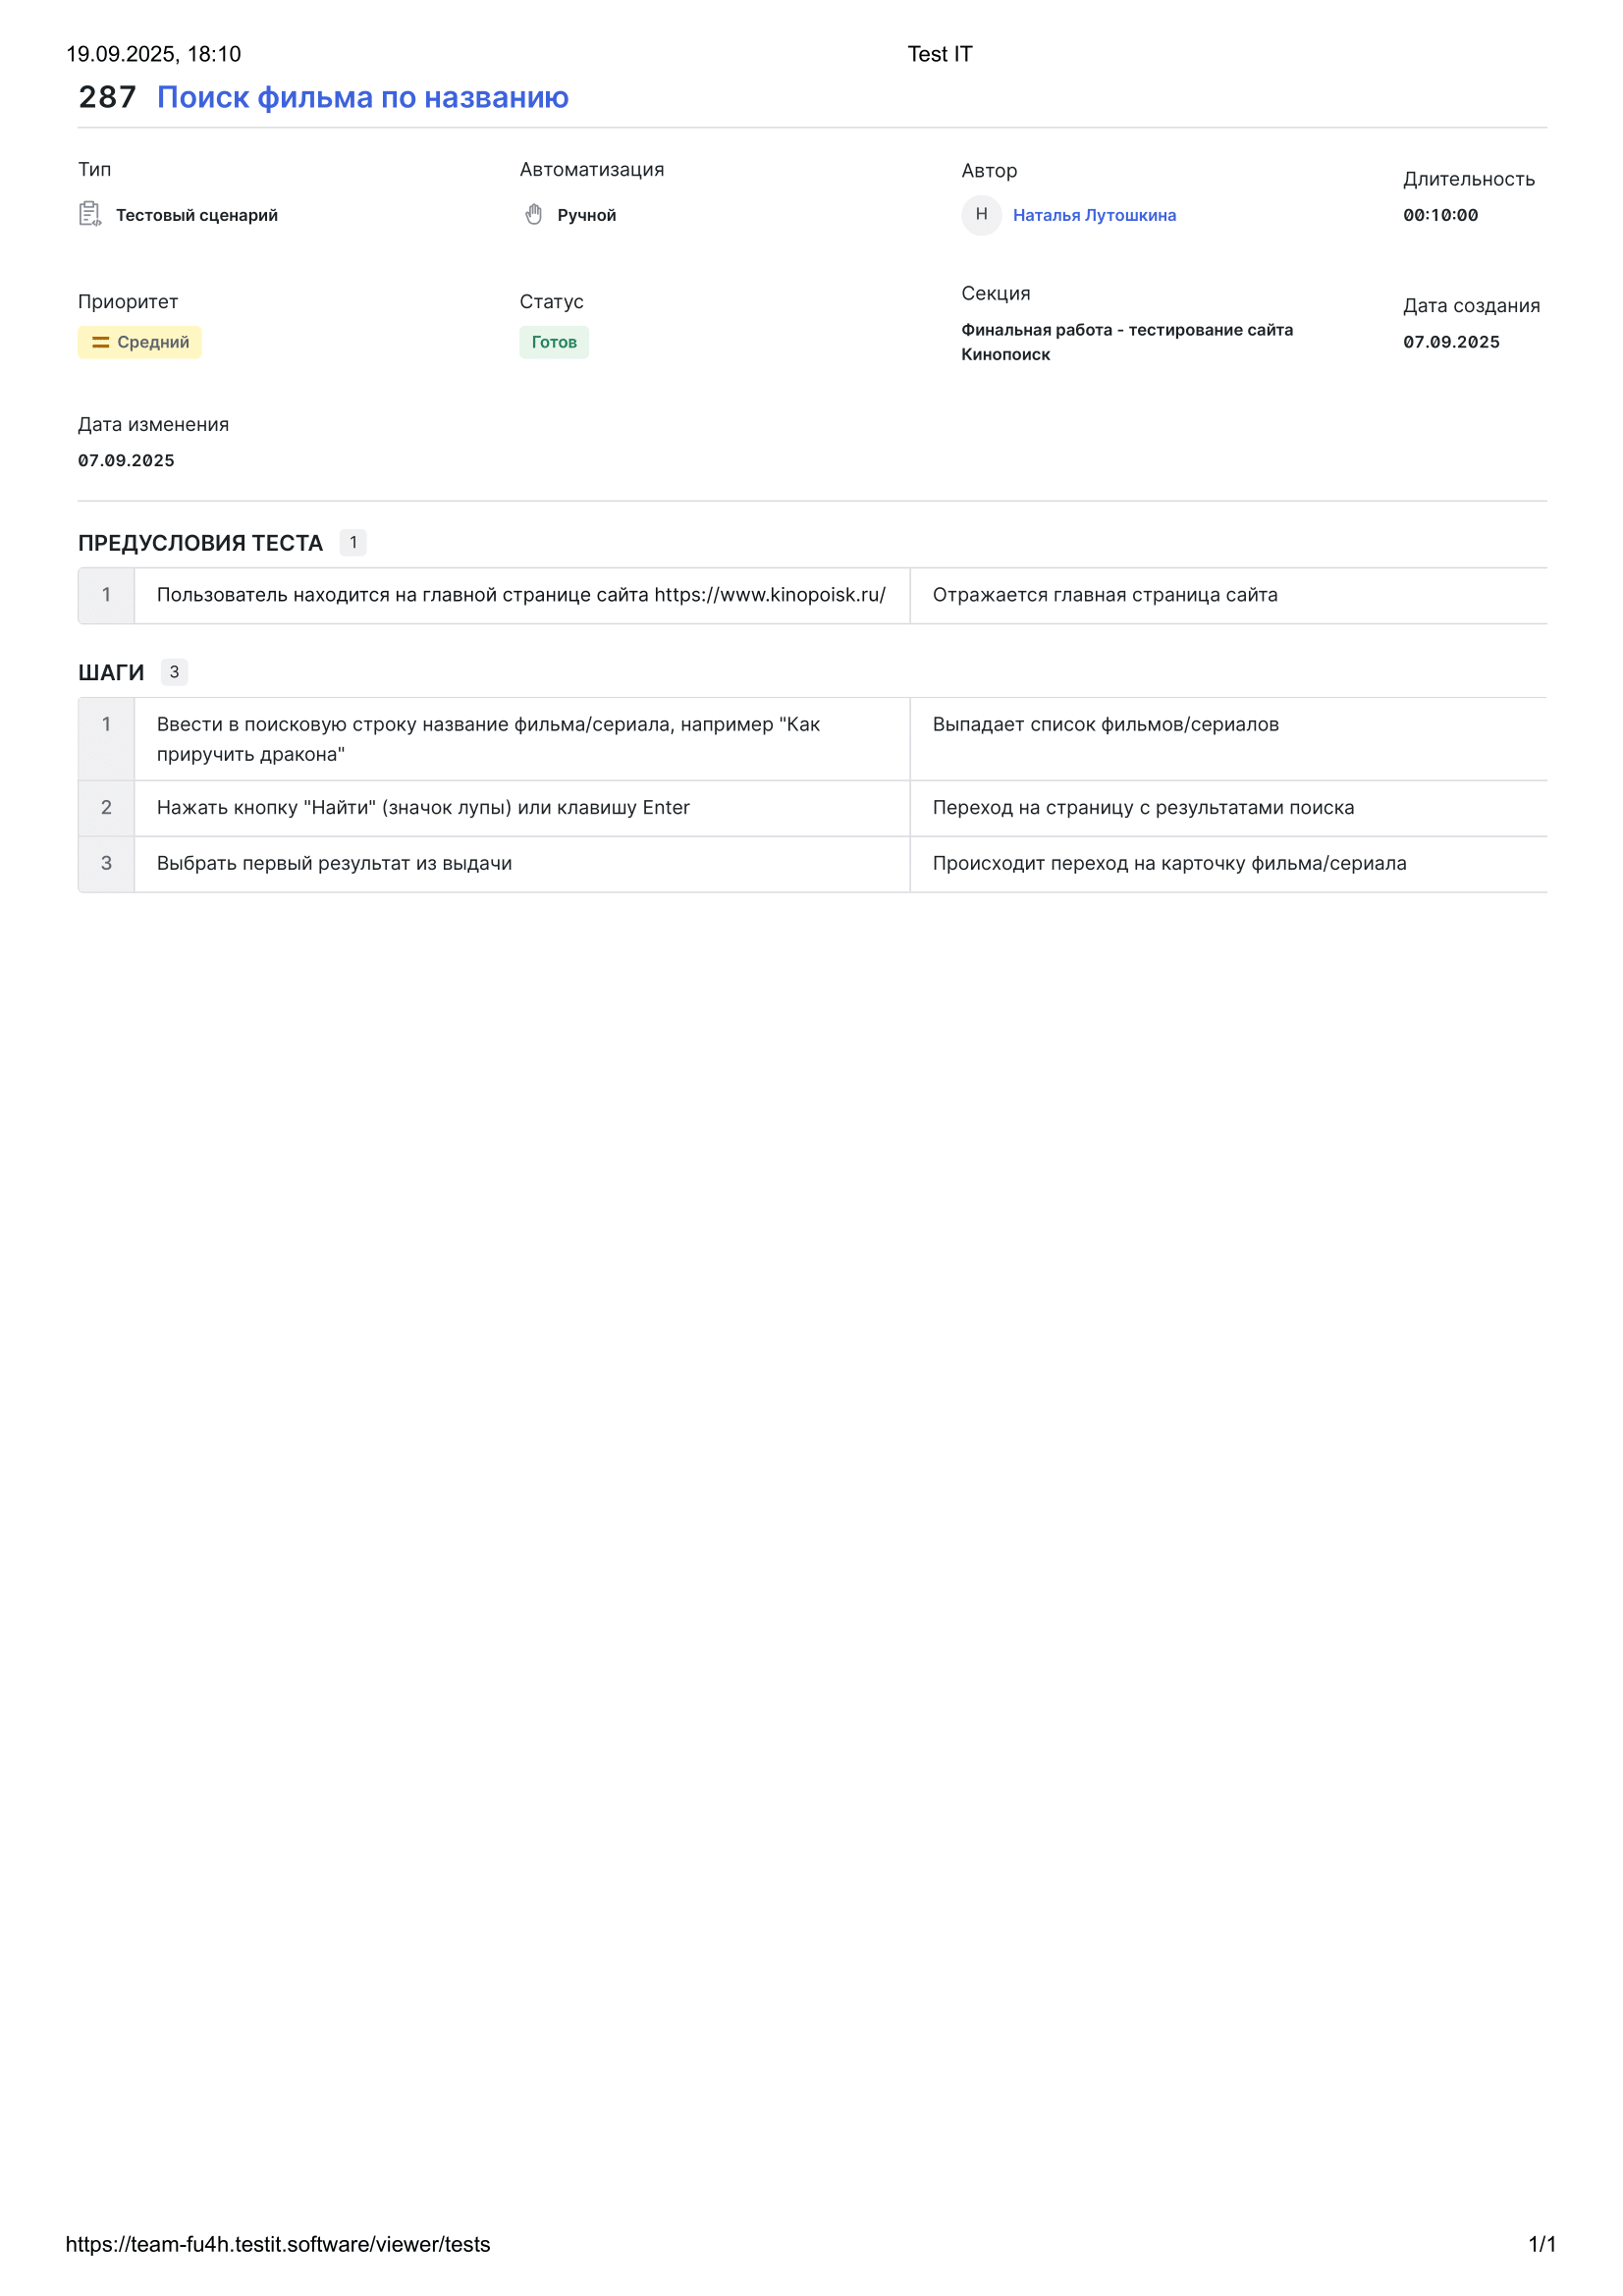 19.09.2025, 18:10 Test IT
287 Поиск фильма по названию
Тип Автоматизация Автор Длительность
Тестовый сценарий Ручной Н Наталья Лутошкина 00:10:00
Приоритет Статус Секция Дата создания
Средний Готов Финальная работа - тестирование сайта 07.09.2025
Кинопоиск
Дата изменения
07.09.2025
ПРЕДУСЛОВИЯ ТЕСТА 1
1 Пользователь находится на главной странице сайта https://www.kinopoisk.ru/ Отражается главная страница сайта
ШАГИ 3
1 Ввести в поисковую строку название фильма/сериала, например "Как Выпадает список фильмов/сериалов
приручить дракона"
2 Нажать кнопку "Найти" (значок лупы) или клавишу Enter Переход на страницу с результатами поиска
3 Выбрать первый результат из выдачи Происходит переход на карточку фильма/сериала
https://team-fu4h.testit.software/viewer/tests 1/1